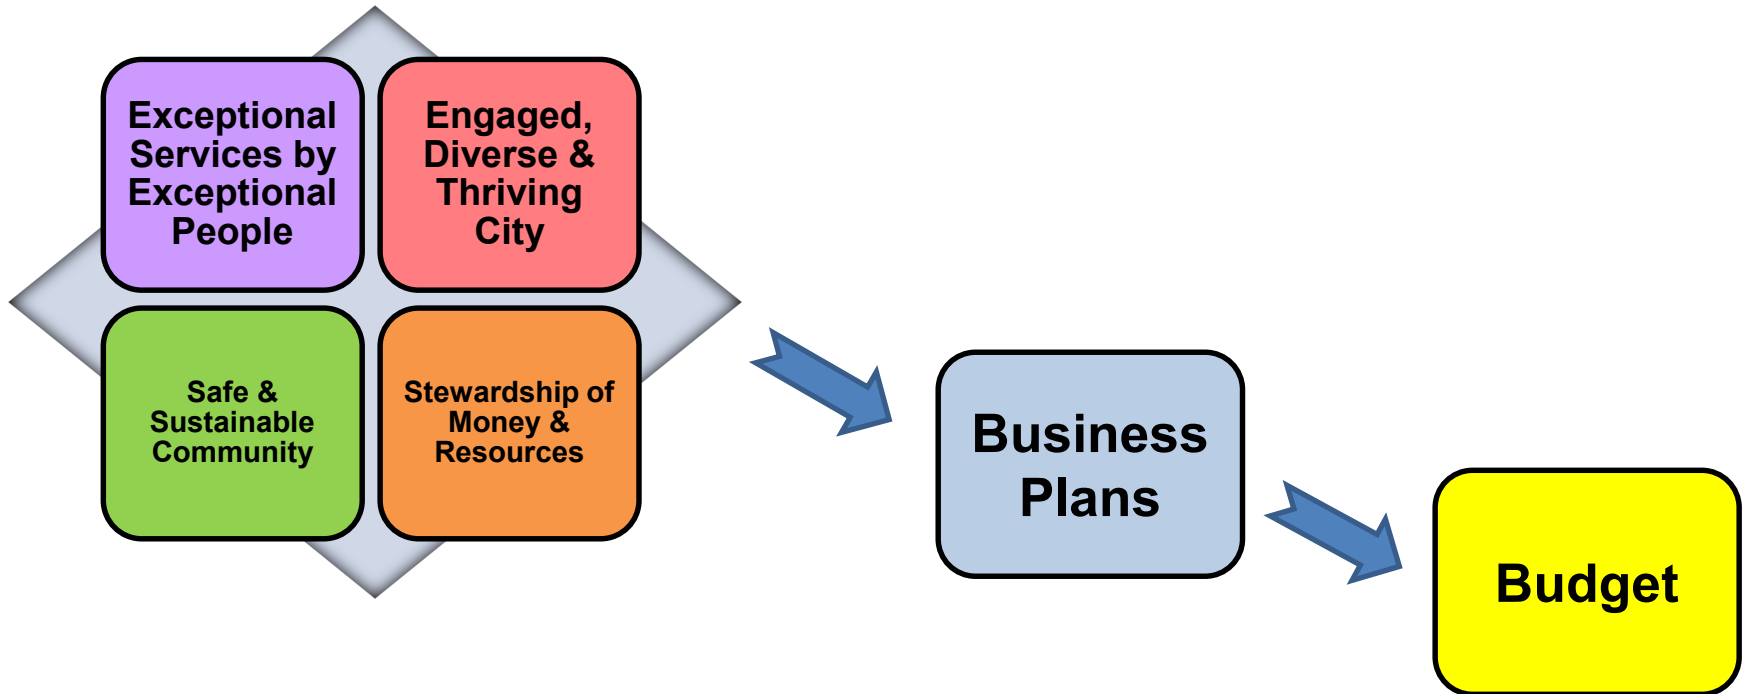 Exceptional
Services by
Exceptional
People
Engaged,
Diverse &
Thriving
City
Safe &
Sustainable
Community
Stewardship of
Money &
Resources
Business
Plans
Budget